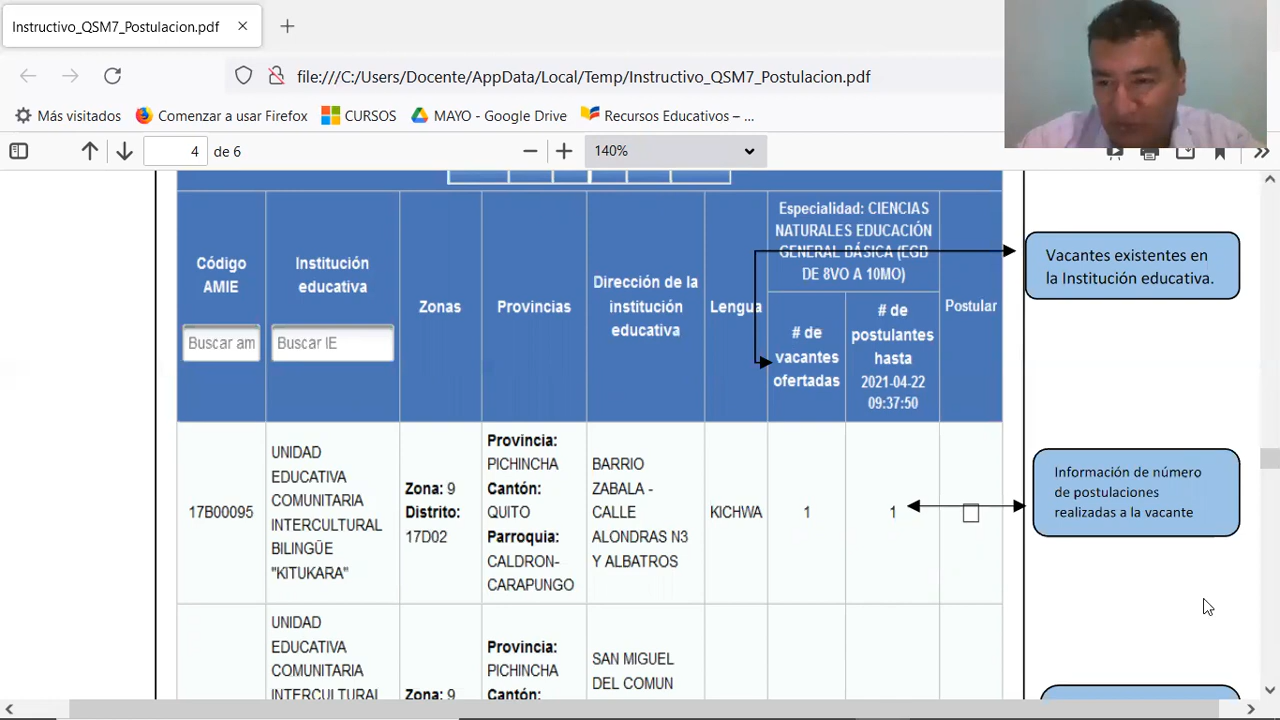 Instructivo_QSM7_Postulacion.pdf
file:///C:/Users/Docente/AppData/Local/Temp/Instructivo_QSM7_Postulacion.pdf
Más visitados
Comenzar a usar Firefox
CURSOS
MAYO - Google Drive
Recursos Educativos – ...
4 de 6
140%
Código
AMIE
Buscar am
Institución
educativa
Buscar IE
Zonas
Provincias
Dirección de la
institución
educativa
Lengua
Especialidad: CIENCIAS
NATURALES EDUCACIÓN
GENERAL BÁSICA (EGB
DE 8VO A 10MO)
# de
vacantes
ofertadas
# de
postulantes
hasta
2021-04-22
09:37:50
Postular
Vacantes existentes en
la Institución educativa.
17B00095
UNIDAD
EDUCATIVA
COMUNITARIA
INTERCULTURAL
BILINGÜE
"KITUKARA"
Zona: 9
Distrito:
17D02
Provincia:
PICHINCHA
Cantón:
QUITO
Parroquia:
CALDRON-
CARAPUNGO
BARRIO
ZABALA -
CALLE
ALONDRAS N3
Y ALBATROS
KICHWA
1
1
Información de número
de postulaciones
realizadas a la vacante
UNIDAD
EDUCATIVA
COMUNITARIA
INTERCULTURAL
Zona: 9
Provincia:
PICHINCHA
Cantón:
SAN MIGUEL
DEL COMUN